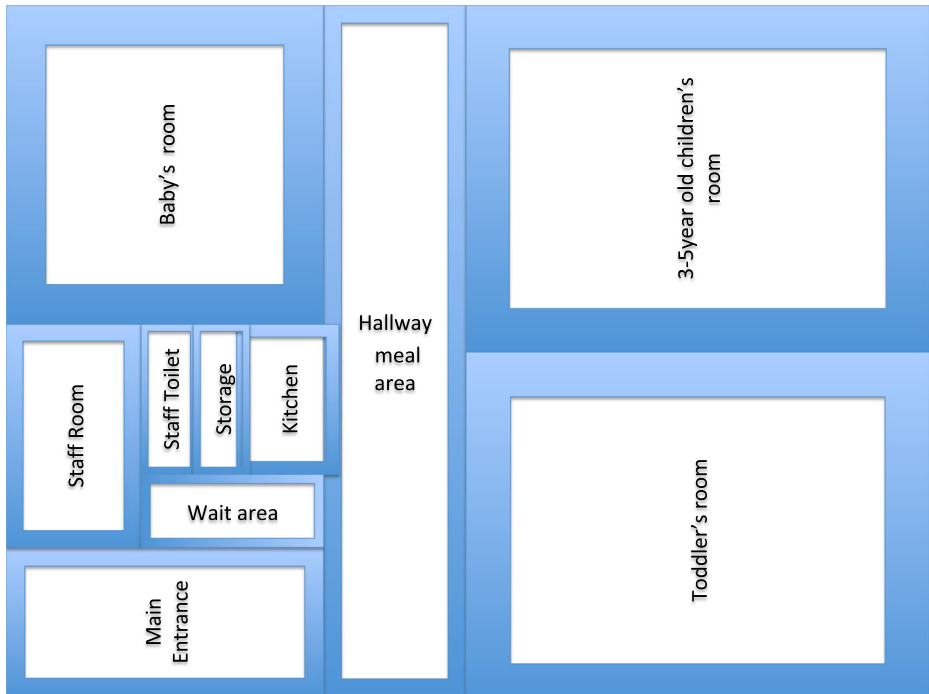 Baby's room
3-5year old children's
room
Hallway
meal
area
Staff Room
Staff Toilet
Storage
Kitchen
Wait area
Toddler's room
Main
Entrance